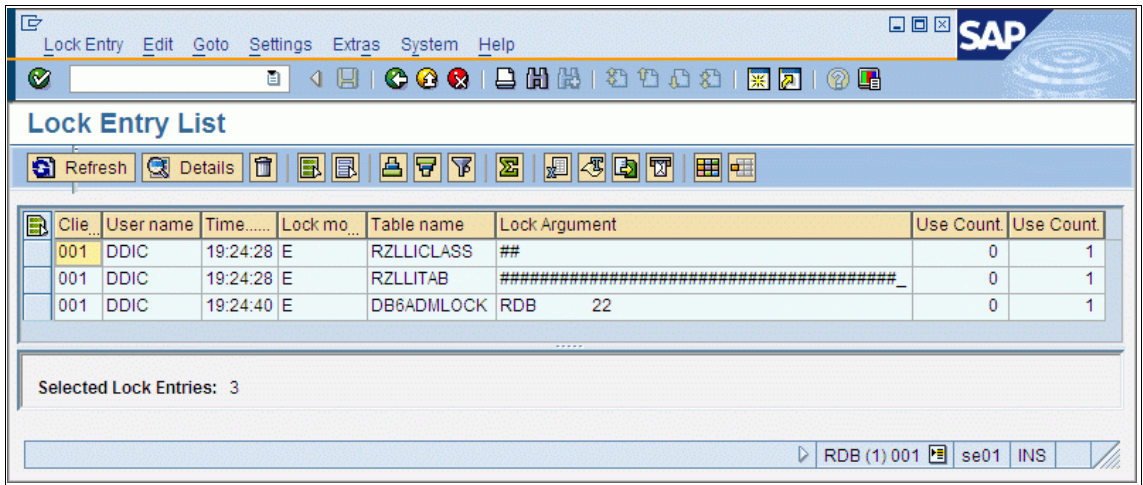 Lock Entry Edit Goto Settings Extras System Help
SAP
Lock Entry List
Refresh Details
Clie... User name Time...... Lock mo... Table name Lock Argument Use Count. Use Count.
001 DDIC 19:24:28 E RZLLICLASS ## 0 1
001 DDIC 19:24:28 E RZLLITAB ########################################_ 0 1
001 DDIC 19:24:40 E DB6ADMLOCK RDB 22 0 1
Selected Lock Entries: 3
RDB (1) 001 se01 INS